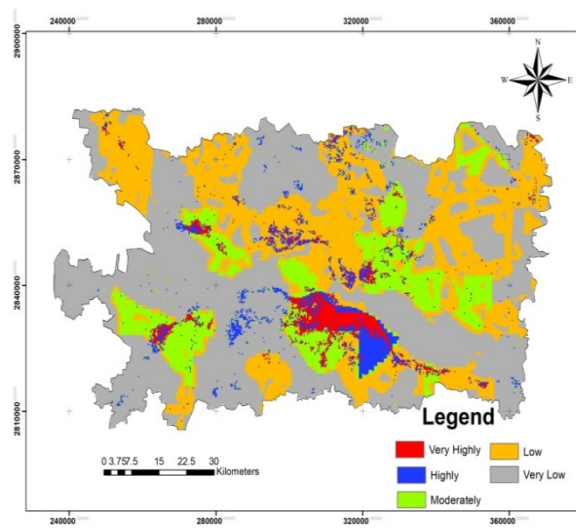 240000 280000 320000 360000
2900000
N
W E
S
2870000
2840000
2810000
Legend
Very Highly Low
Highly Very Low
Moderately
0 3.75 7.5 15 22.5 30
Kilometers
240000 280000 320000 360000